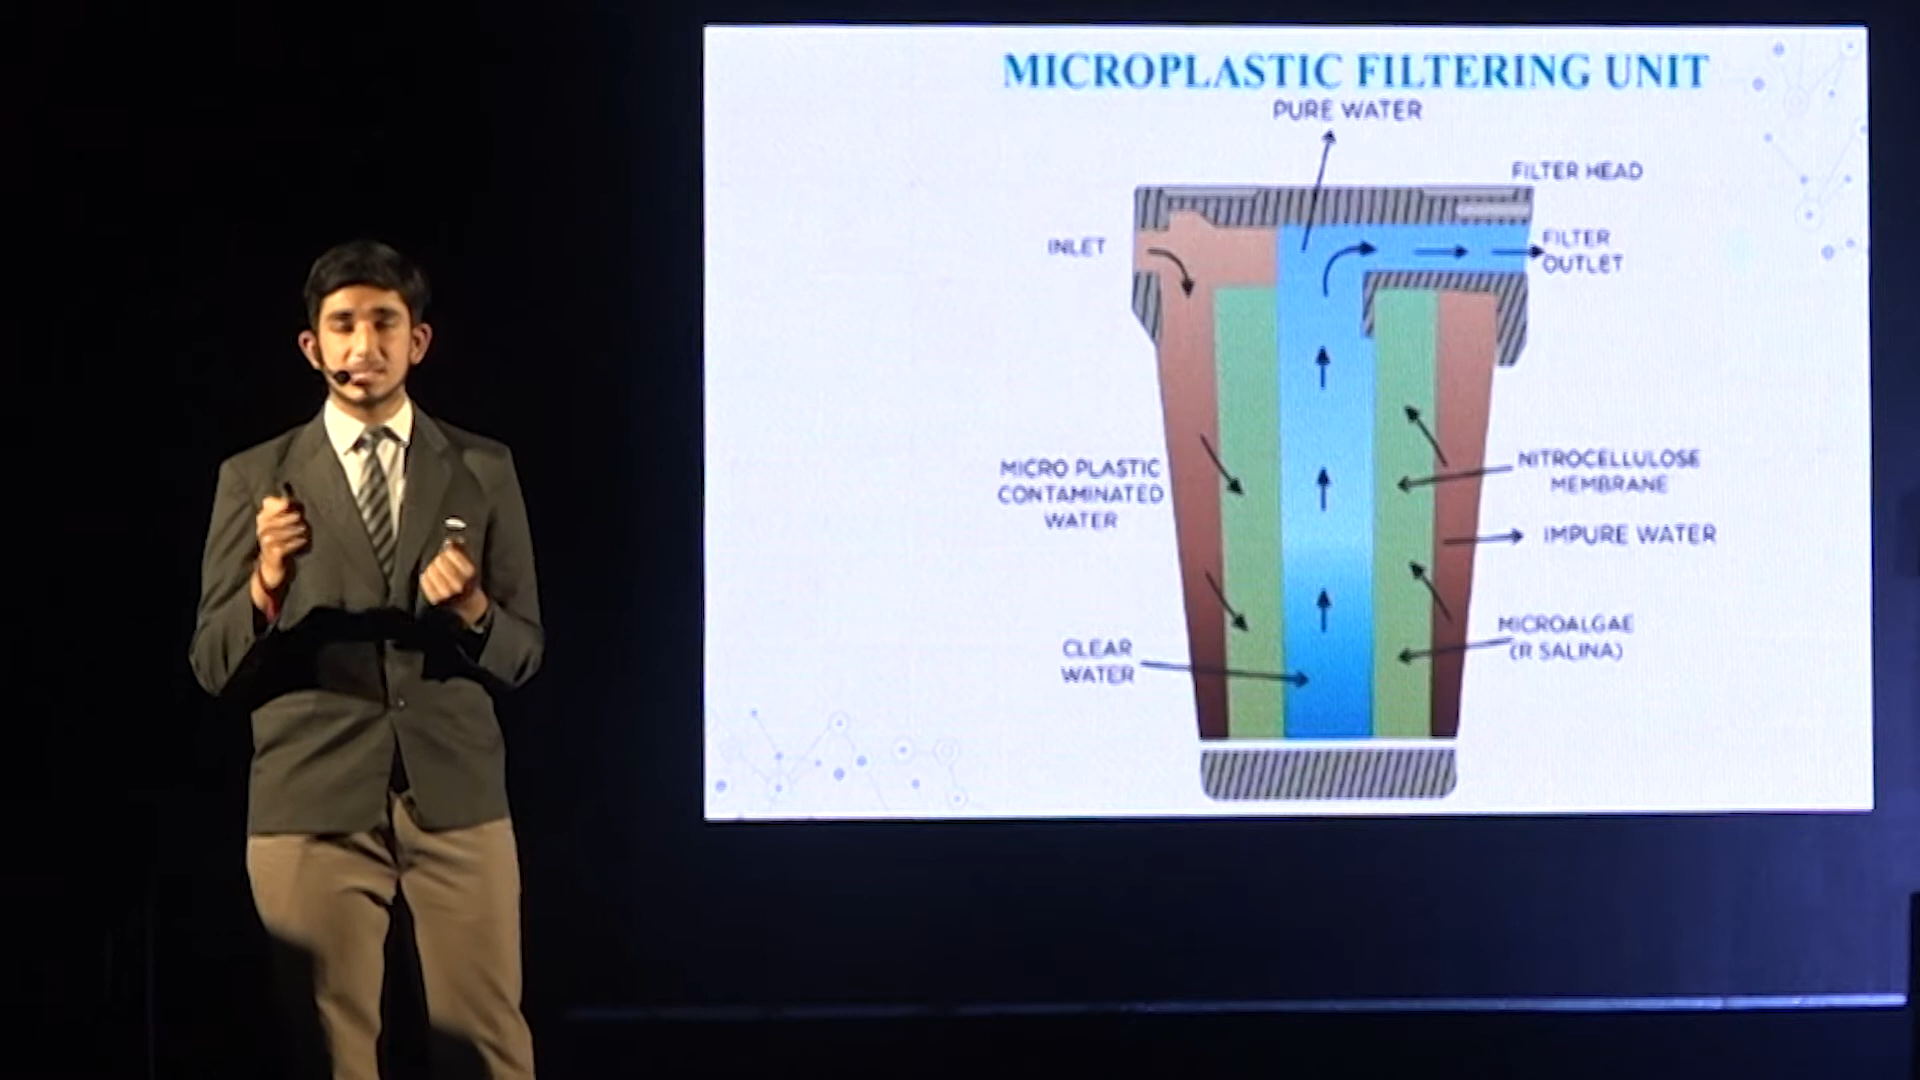 MICROPLASTIC FILTERING UNIT
PURE WATER
FILTER HEAD
INLET
FILTER
OUTLET
MICRO PLASTIC
CONTAMINATED
WATER
NITROCELLULOSE
MEMBRANE
IMPURE WATER
MICROALGAE
(R SALINA)
CLEAR
WATER